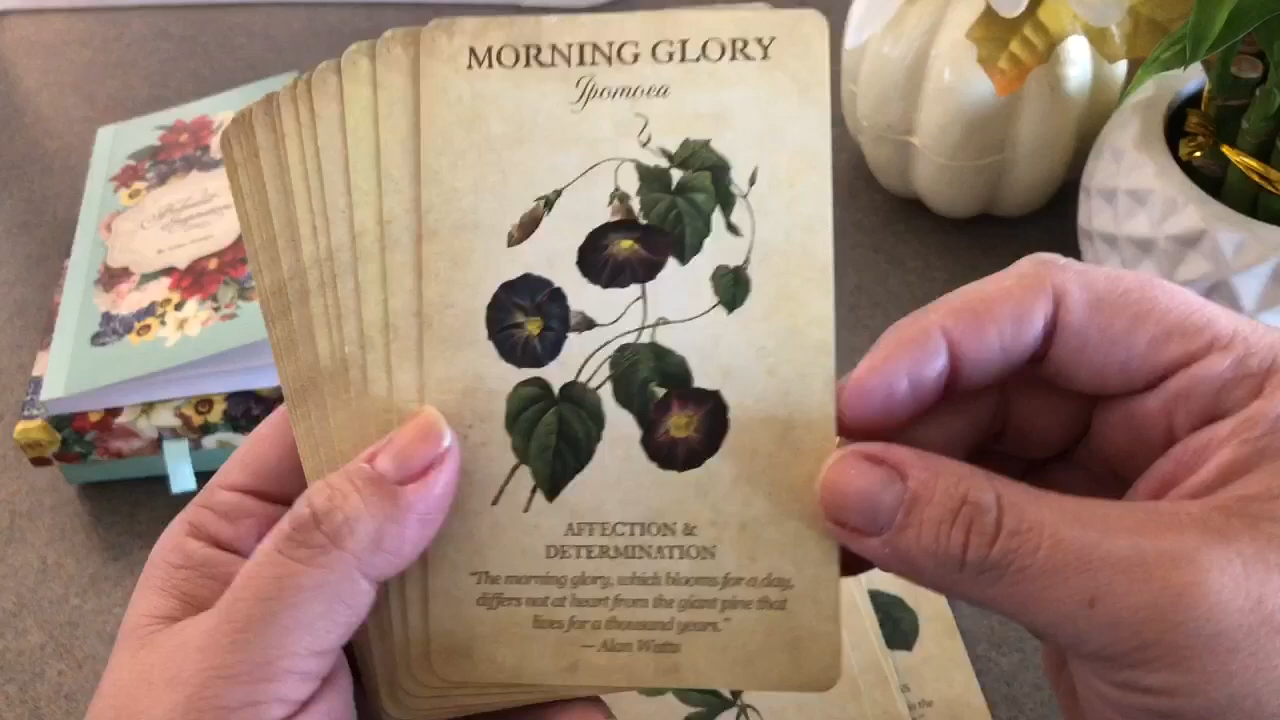 MORNING GLORY
Ipomoea
AFFECTION &
DETERMINATION
"The morning glory, which blooms for a day,
differs not at heart from the giant pine that
lives for a thousand years."
— Alan Watts